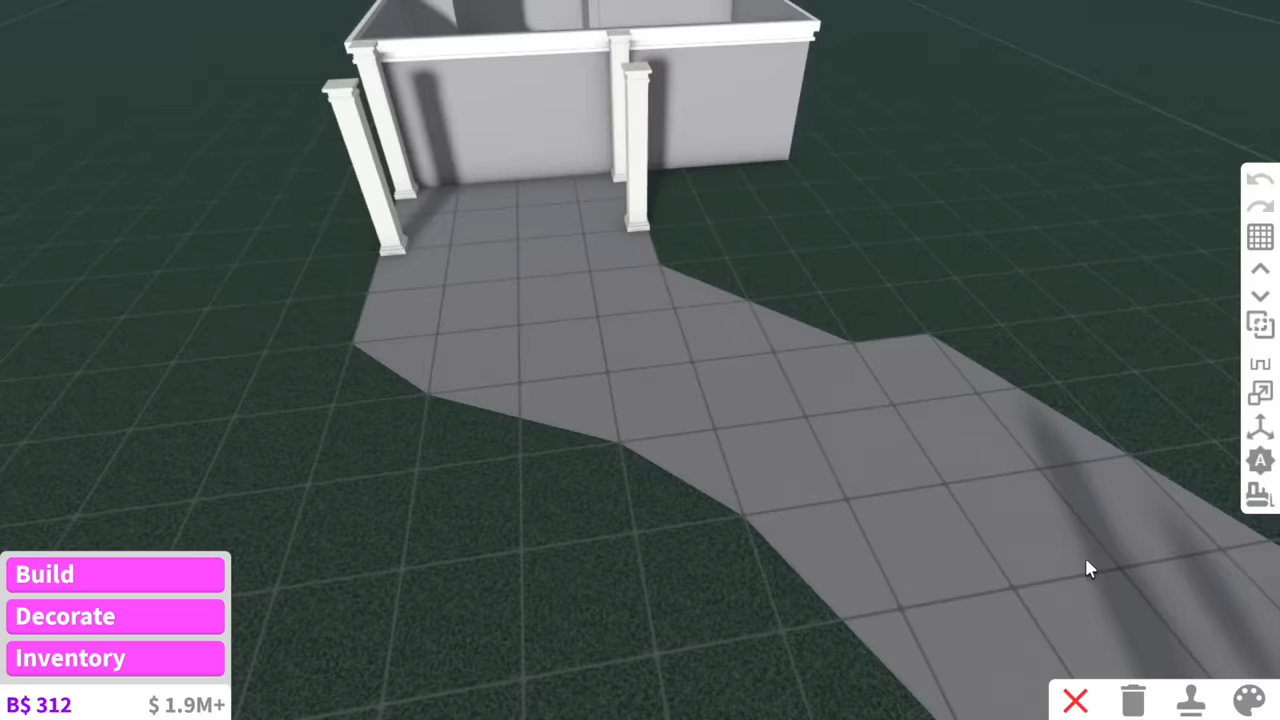 Build
Decorate
Inventory
B$ 312 $ 1.9M+
A